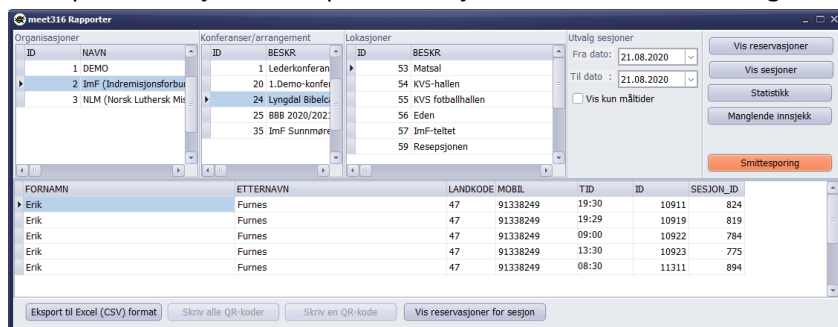 meet316 Rapporter
Organisasjoner
ID NAVN
1 DEMO
2 ImF (Indremisjonsforbu
3 NLM (Norsk Luthersk Mis
Konferanser/arrangement
ID BESKR
1 Lederkonferan
20 1.Demo-konfe
24 Lyngdal Bibelca
25 BBB 2020/202
35 ImF Sunnmøre
Lokasjoner
ID BESKR
53 Matsal
54 KVS-hallen
55 KVS fotballhallen
56 Eden
57 ImF-teltet
59 Resepsjonen
Utvalg sesjoner
Fra dato: 21.08.2020
Til dato : 21.08.2020
Vis kun måltider
Vis reservasjoner
Vis sesjoner
Statistikk
Manglende innsjekk
Smittesporing
FORNAMN ETTERNAVN LANDKODE MOBIL TID ID SESJON_ID
Erik Furnes 47 91338249 19:30 10911 824
Erik Furnes 47 91338249 19:29 10919 819
Erik Furnes 47 91338249 09:00 10922 784
Erik Furnes 47 91338249 13:30 10923 775
Erik Furnes 47 91338249 08:30 11311 894
Eksport til Excel (CSV) format Skriv alle QR-koder Skriv en QR-kode Vis reservasjoner for sesjon